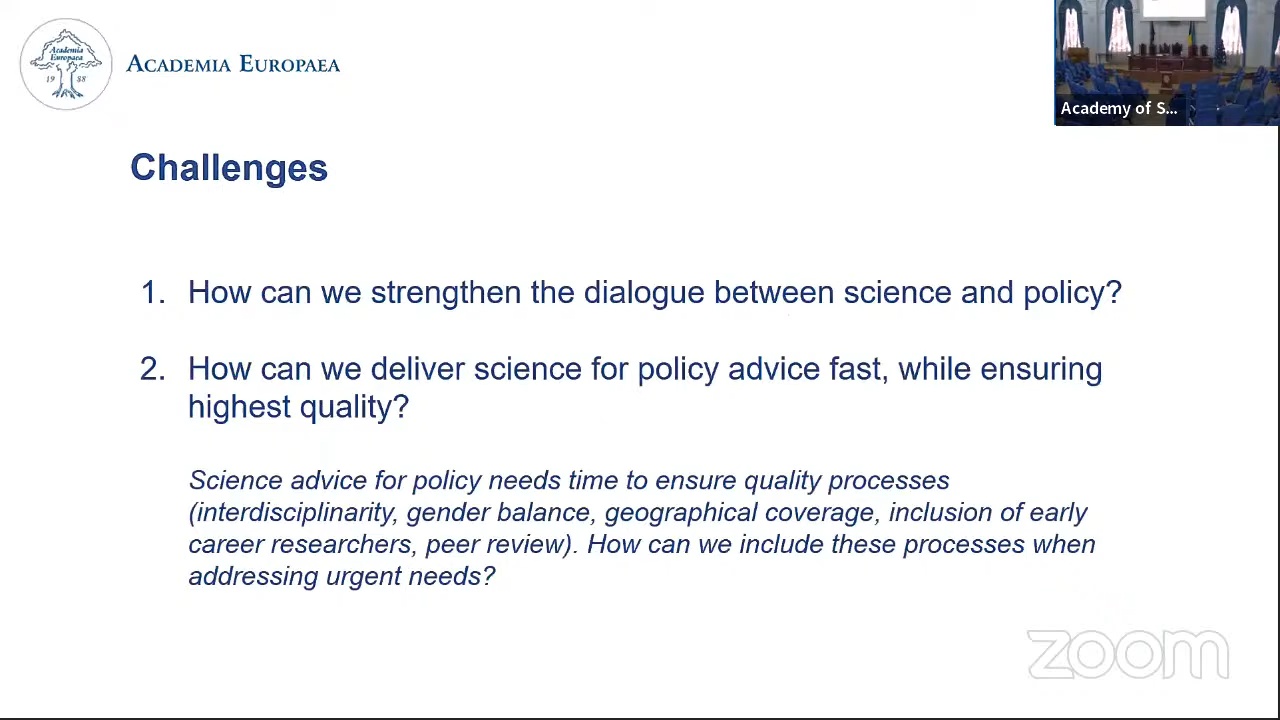 Academia
Europaea
19 88
ACADEMIA EUROPAEA
Academy of S...
Challenges
1. How can we strengthen the dialogue between science and policy?
2. How can we deliver science for policy advice fast, while ensuring
highest quality?
Science advice for policy needs time to ensure quality processes
(interdisciplinarity, gender balance, geographical coverage, inclusion of early
career researchers, peer review). How can we include these processes when
addressing urgent needs?
zoom